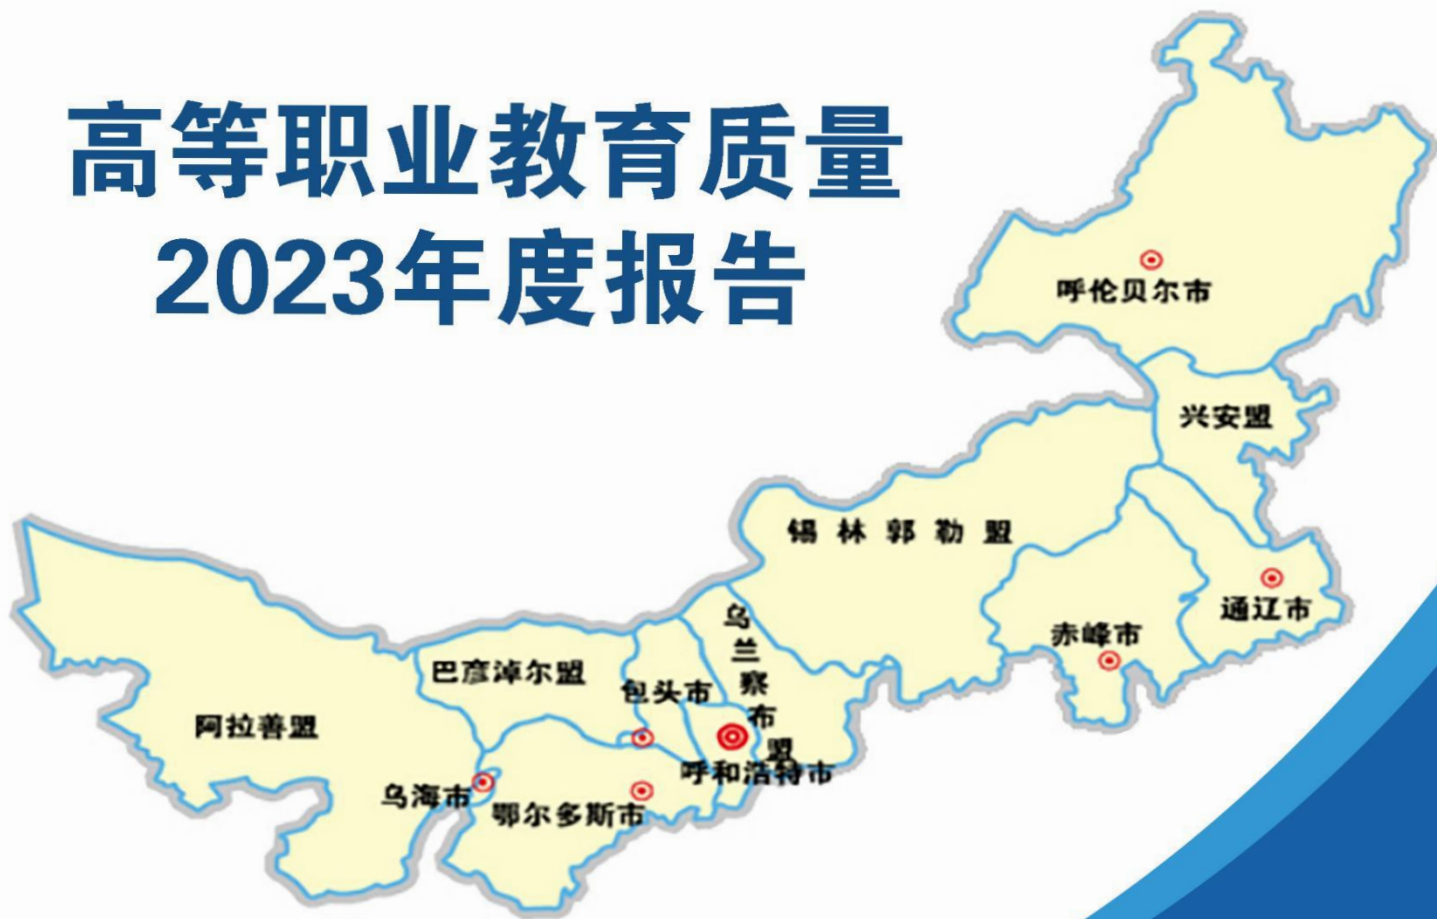 高等职业教育质量
2023年度报告
呼伦贝尔市
兴安盟
锡林郭勒盟
通辽市
赤峰市
乌兰察布盟
巴彦淖尔盟
包头市
阿拉善盟
呼和浩特市
乌海市
鄂尔多斯市